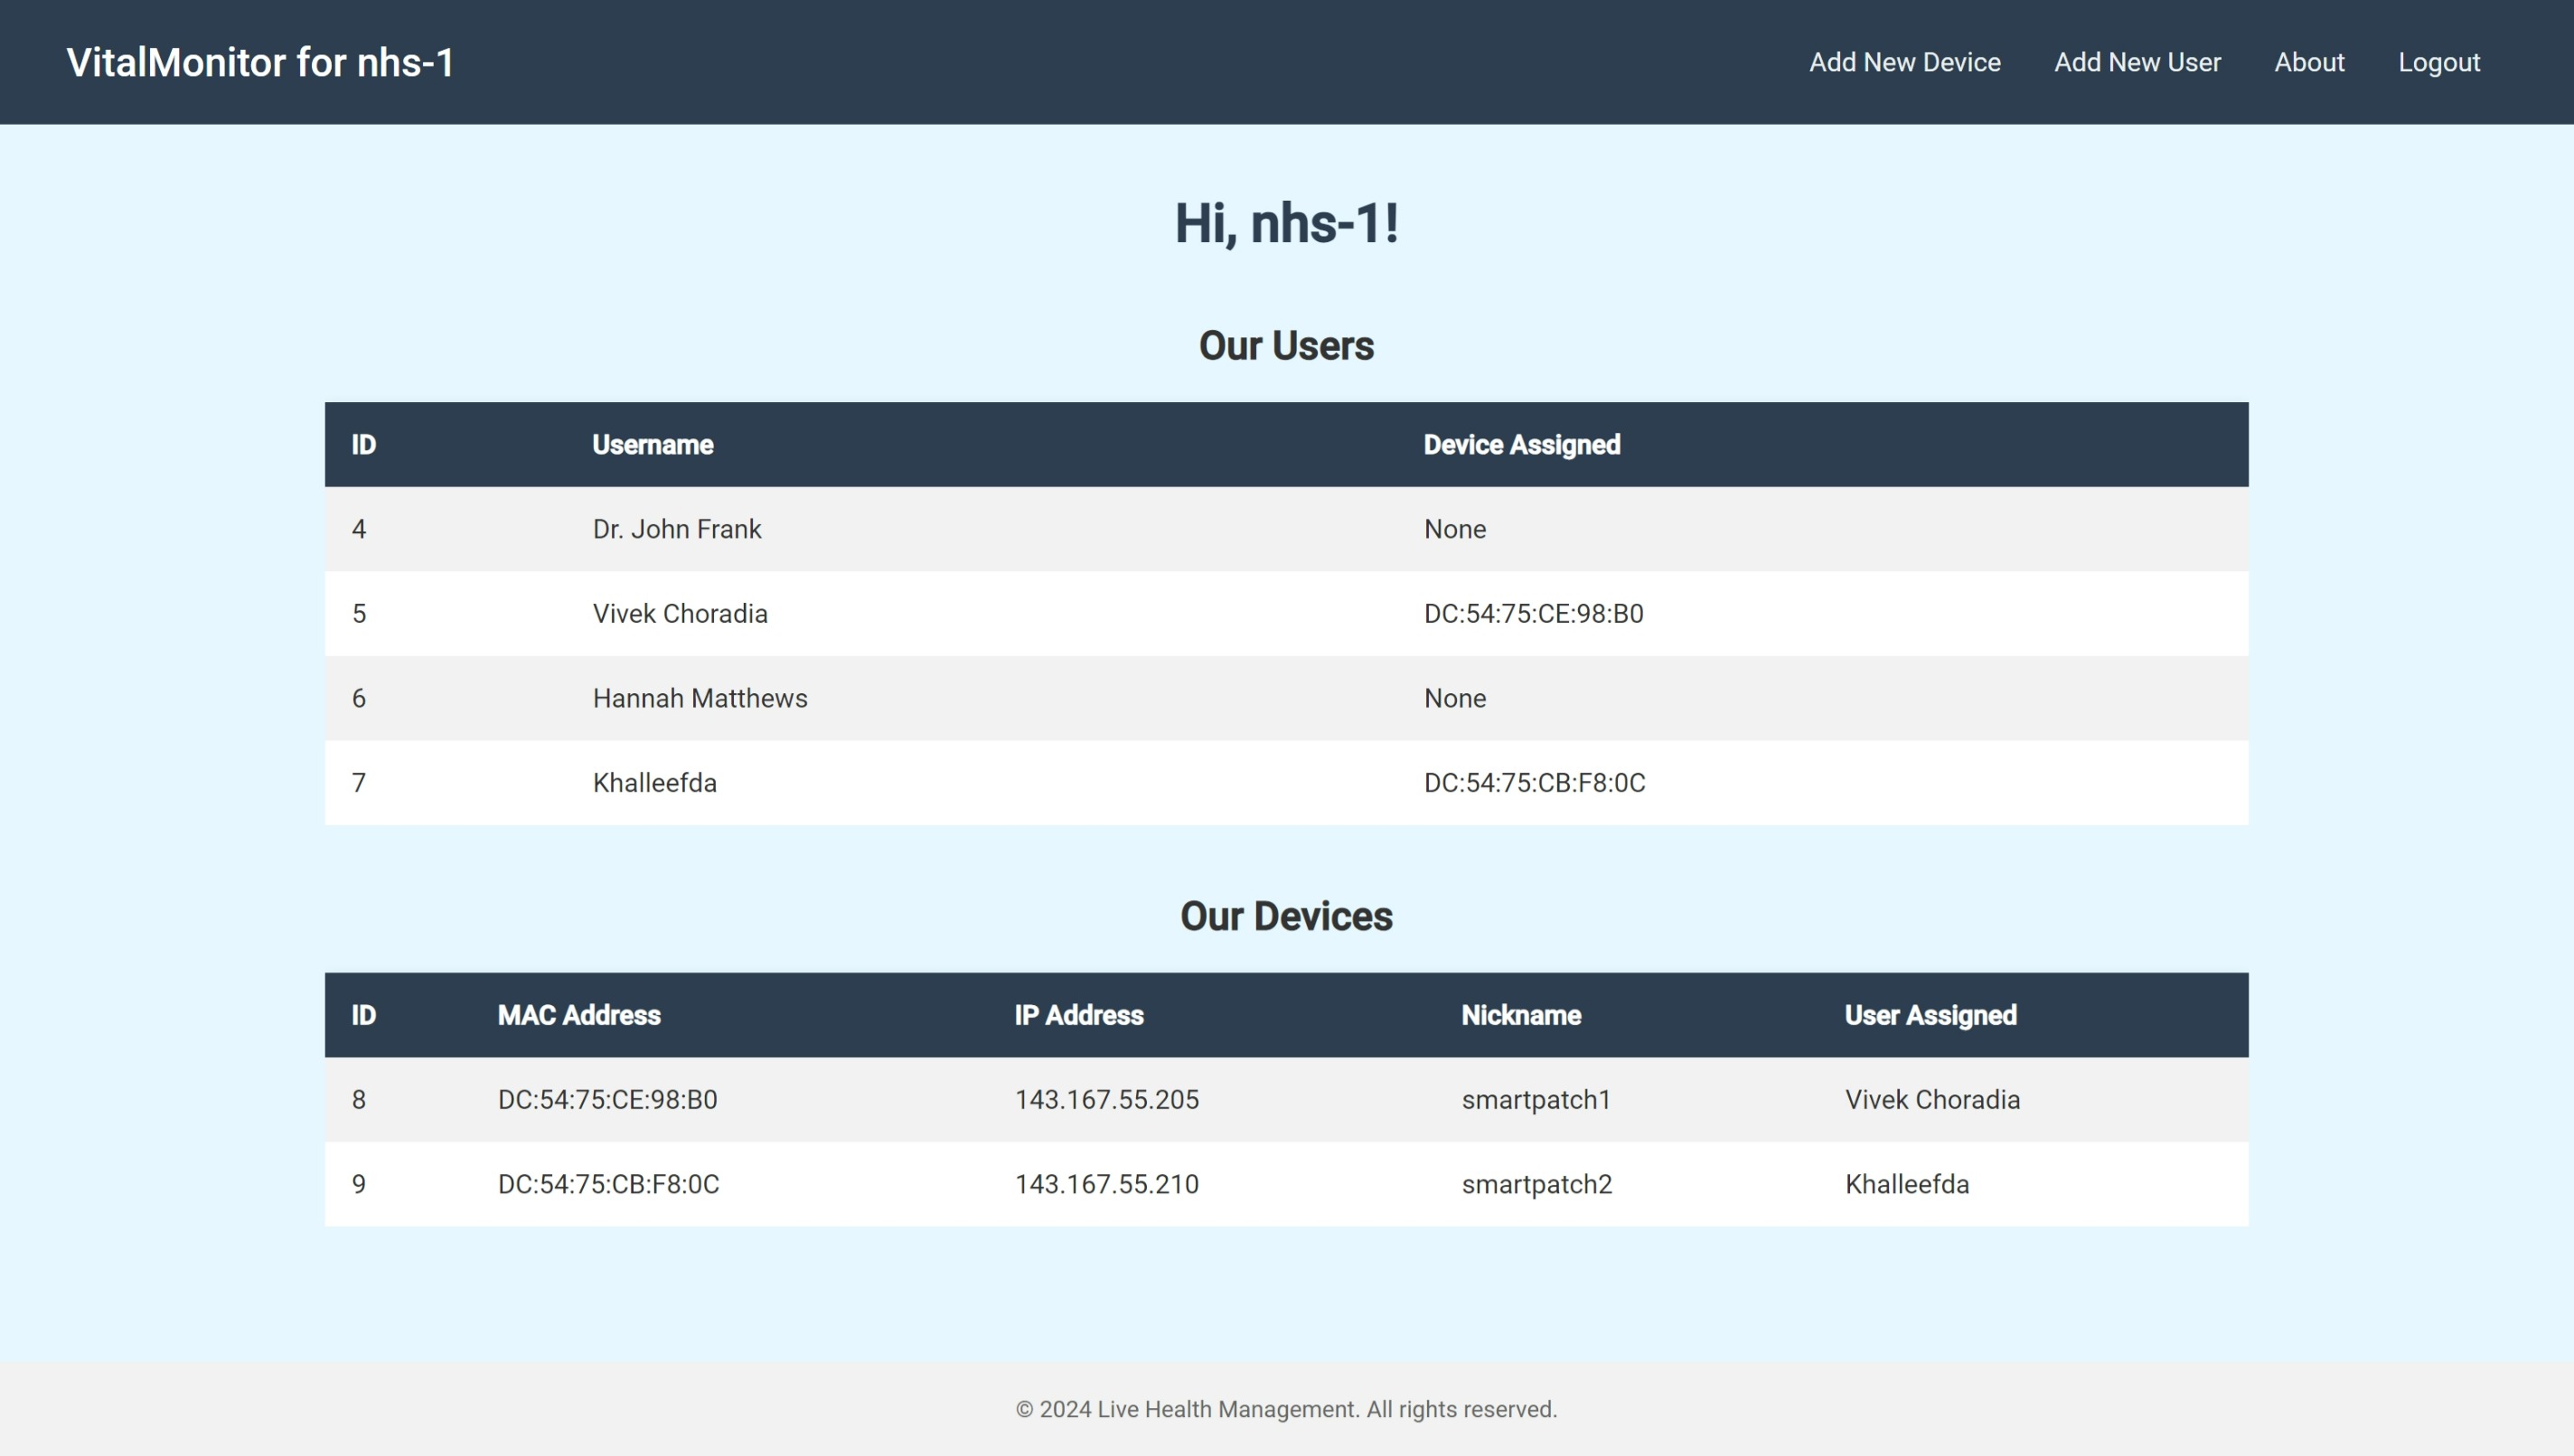 VitalMonitor for nhs-1 Add New Device Add New User About Logout
Hi, nhs-1!
Our Users
ID Username Device Assigned
4 Dr. John Frank None
5 Vivek Choradia DC:54:75:CE:98:B0
6 Hannah Matthews None
7 Khalleefda DC:54:75:CB:F8:0C
Our Devices
ID MAC Address IP Address Nickname User Assigned
8 DC:54:75:CE:98:B0 143.167.55.205 smartpatch1 Vivek Choradia
9 DC:54:75:CB:F8:0C 143.167.55.210 smartpatch2 Khalleefda
© 2024 Live Health Management. All rights reserved.